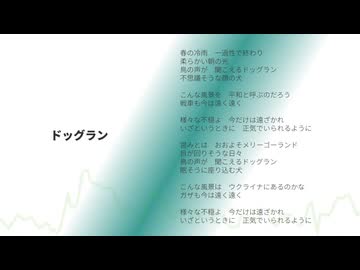 ドッグラン
春の冷雨　一過性で終わり
柔らかい朝の光
鳥の声が　聞こえるドッグラン
不思議そうな顔の犬
こんな風景を　平和と呼ぶのだろう
戦車も今は遠く遠く
様々な不穏よ　今だけは遠ざかれ
いざというときに　正気でいられるように
営みとは　おおよそメリーゴーランド
目が回りそうな日々
鳥の声が　聞こえるドッグラン
眠そうに座り込む犬
こんな風景は　ウクライナにあるのかな
ガザも今は遠く遠く
様々な不穏よ　今だけは遠ざかれ
いざというときに　正気でいられるように